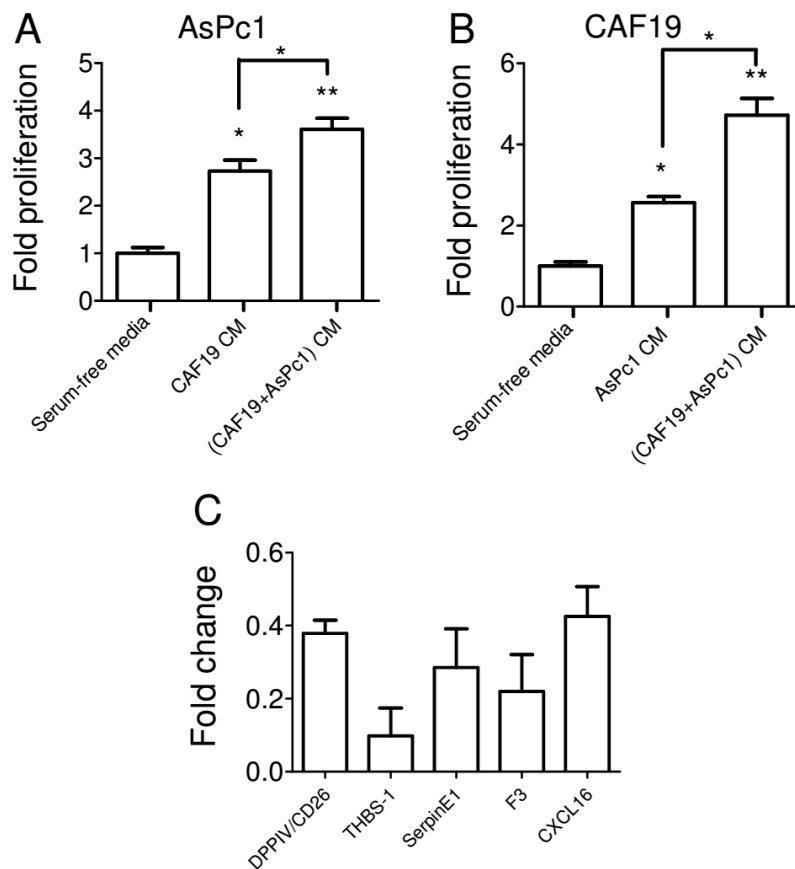 A
AsPc1
Fold proliferation
5
4
3
2
1
0
*
**
*
Serum-free media
CAF19 CM
(CAF19+AsPc1) CM
B
CAF19
Fold proliferation
6
4
2
0
*
**
*
Serum-free media
AsPc1 CM
(CAF19+AsPc1) CM
C
Fold change
0.6
0.4
0.2
0.0
DPPIV/CD26
THBS-1
SerpinE1
F3
CXCL16